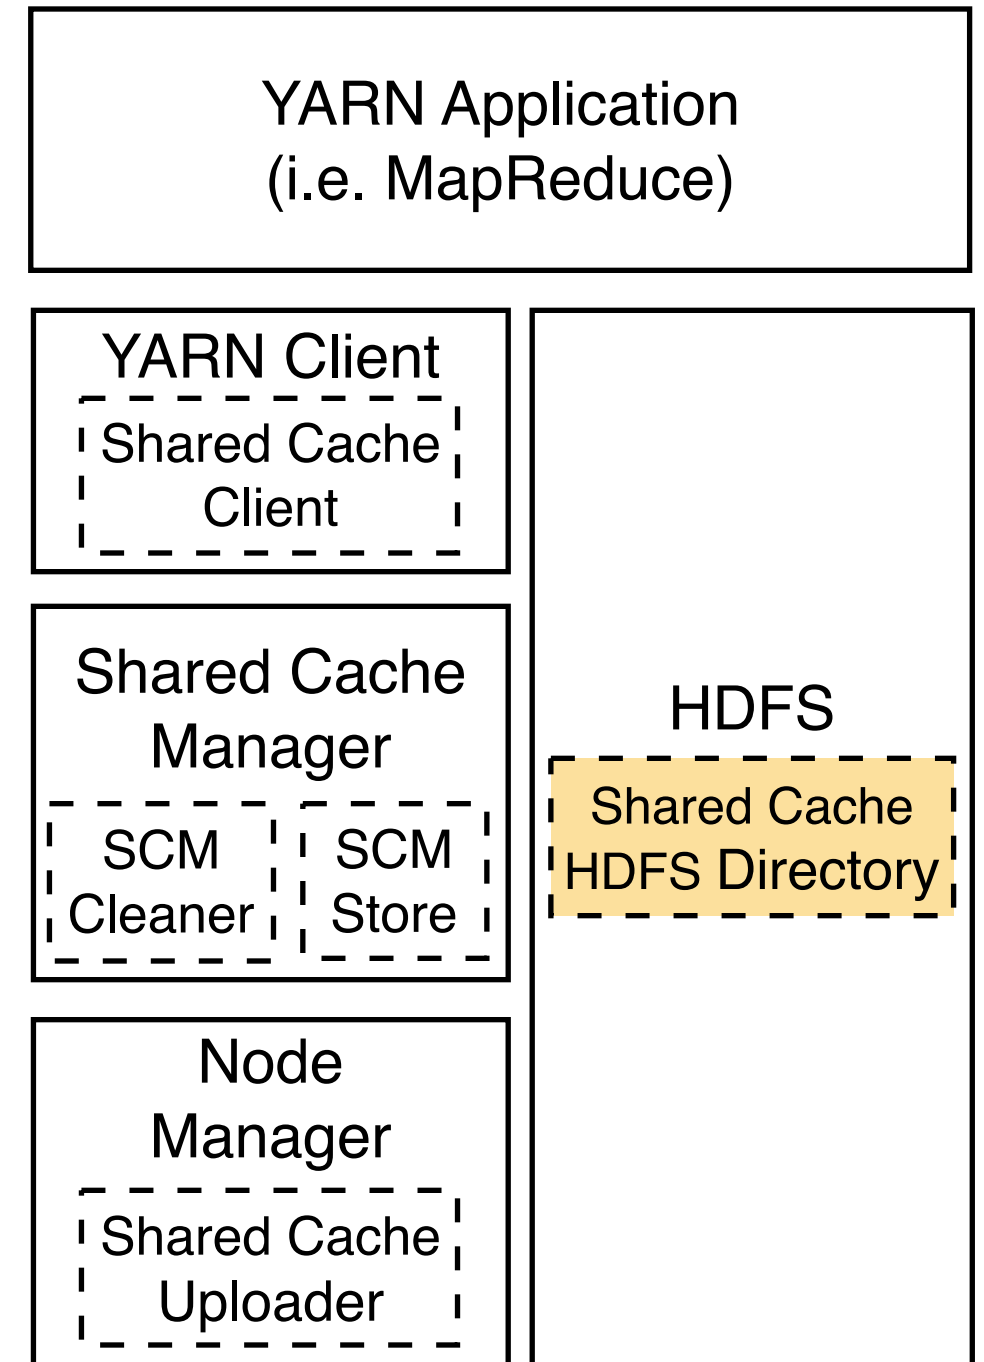 YARN Application
(i.e. MapReduce)
YARN Client
Shared Cache
Client
Shared Cache
Manager
SCM
Cleaner
SCM
Store
Node
Manager
Shared Cache
Uploader
HDFS
Shared Cache
HDFS Directory